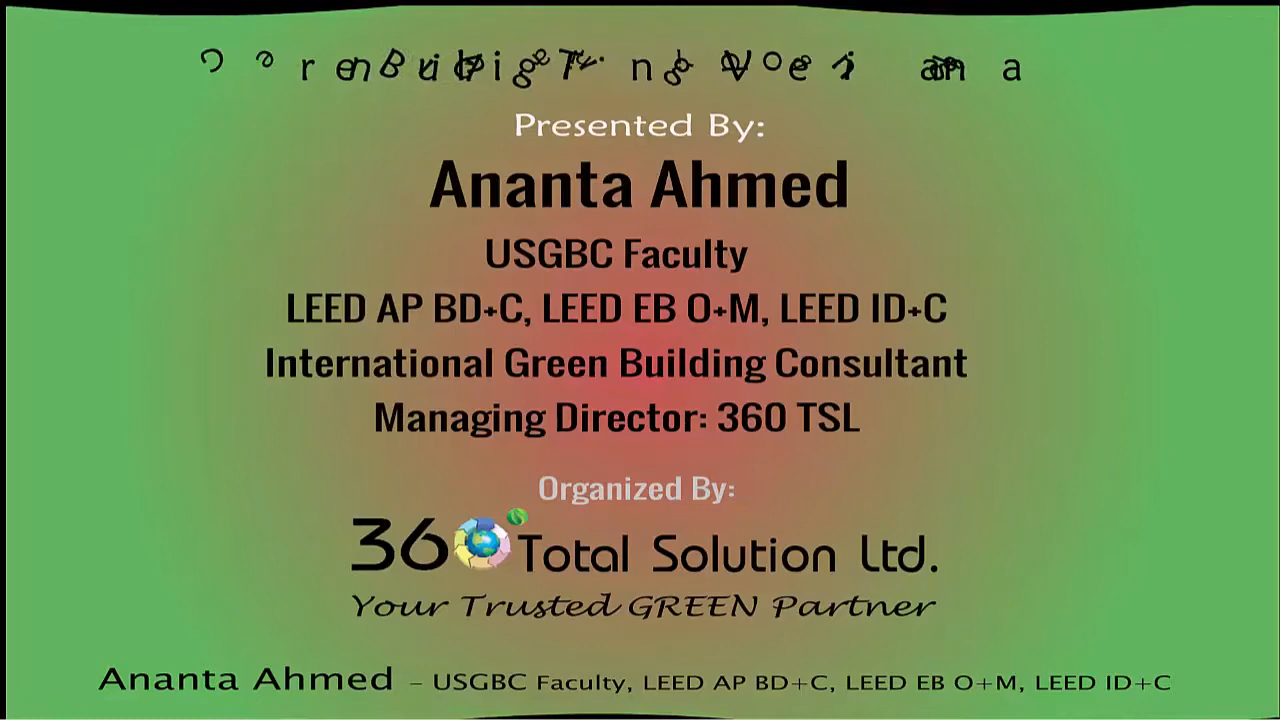 Presented By:
Ananta Ahmed
USGBC Faculty
LEED AP BD+C, LEED EB O+M, LEED ID+C
International Green Building Consultant
Managing Director: 360 TSL
Organized By:
360 Total Solution Ltd.
Your Trusted GREEN Partner
Ananta Ahmed – USGBC Faculty, LEED AP BD+C, LEED EB O+M, LEED ID+C